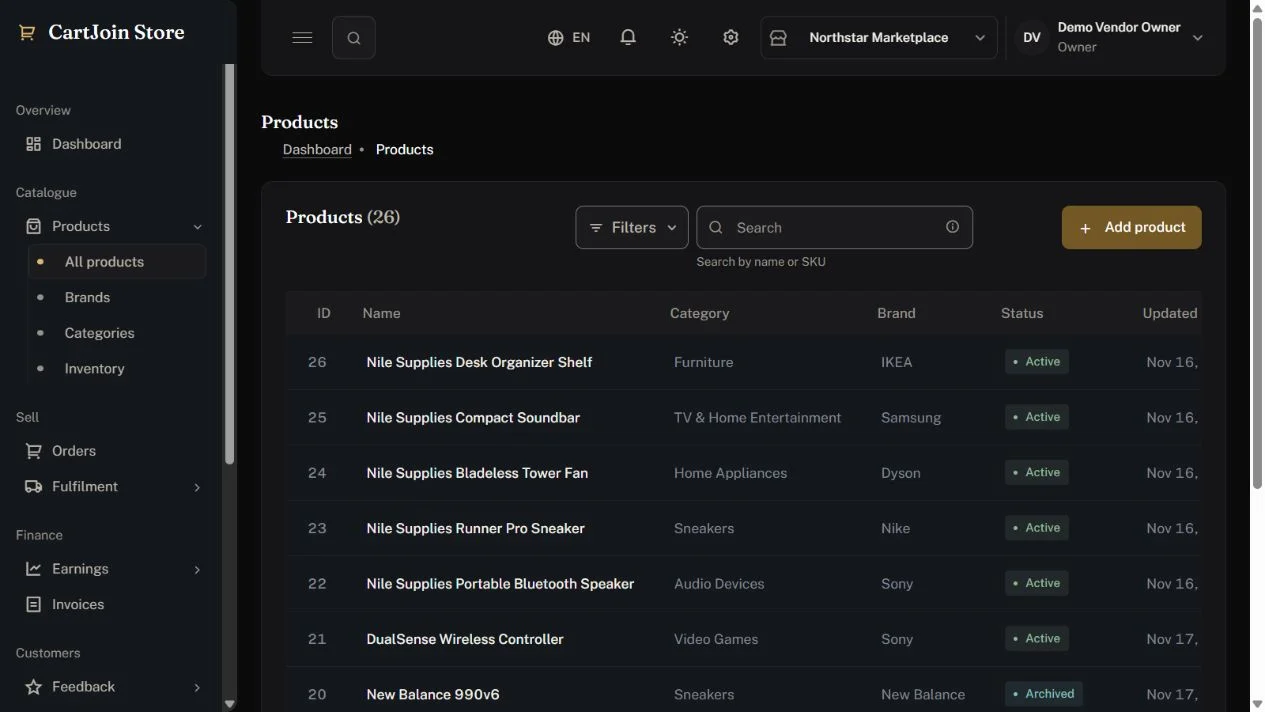 CartJoin Store
EN
Northstar Marketplace
DV
Demo Vendor Owner
Owner
Overview
Dashboard
Catalogue
Products
All products
Brands
Categories
Inventory
Sell
Orders
Fulfilment
Finance
Earnings
Invoices
Customers
Feedback
Products
Dashboard • Products
Products (26)
Filters
Search
Search by name or SKU
+ Add product
ID Name Category Brand Status Updated
26 Nile Supplies Desk Organizer Shelf Furniture IKEA • Active Nov 16,
25 Nile Supplies Compact Soundbar TV & Home Entertainment Samsung • Active Nov 16,
24 Nile Supplies Bladeless Tower Fan Home Appliances Dyson • Active Nov 16,
23 Nile Supplies Runner Pro Sneaker Sneakers Nike • Active Nov 16,
22 Nile Supplies Portable Bluetooth Speaker Audio Devices Sony • Active Nov 16,
21 DualSense Wireless Controller Video Games Sony • Active Nov 17,
20 New Balance 990v6 Sneakers New Balance • Archived Nov 17,